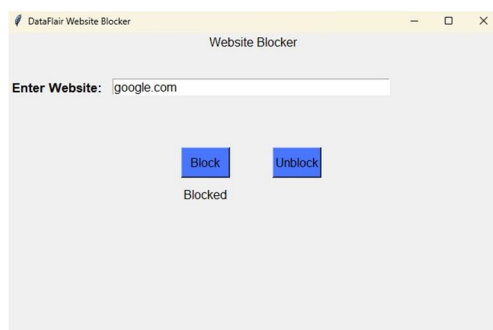 DataFlair Website Blocker
Website Blocker
Enter Website: google.com
Block Unblock
Blocked